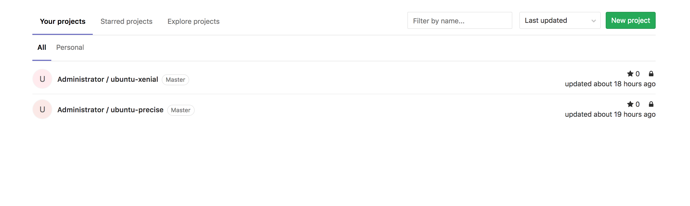 Your projects Starred projects Explore projects Filter by name... Last updated New project
All Personal
U Administrator / ubuntu-xenial Master 0
updated about 18 hours ago
U Administrator / ubuntu-precise Master 0
updated about 19 hours ago